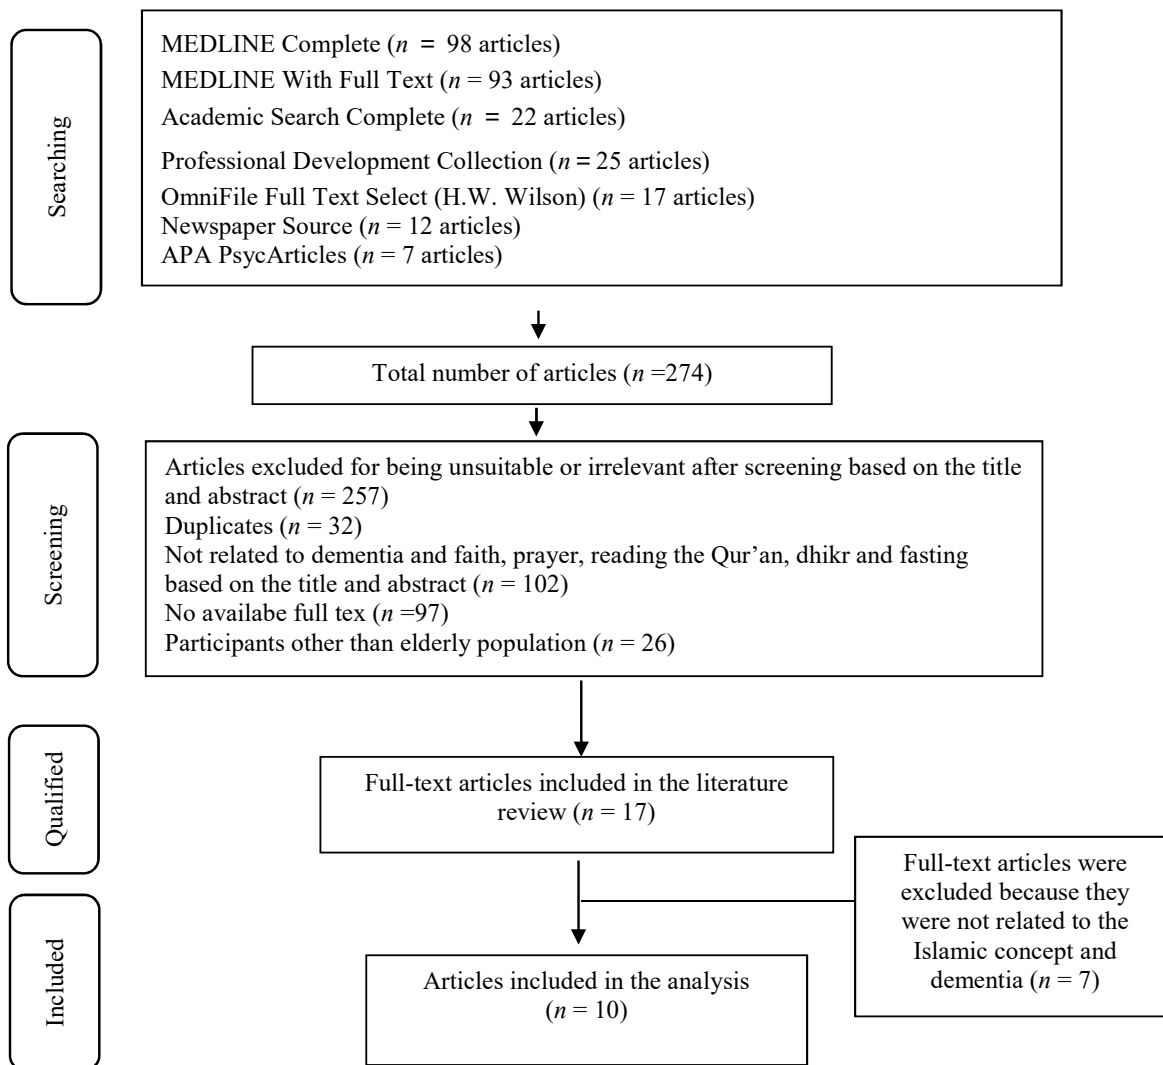 Searching
MEDLINE Complete (n = 98 articles)
MEDLINE With Full Text (n = 93 articles)
Academic Search Complete (n = 22 articles)
Professional Development Collection (n = 25 articles)
OmniFile Full Text Select (H.W. Wilson) (n = 17 articles)
Newspaper Source (n = 12 articles)
APA PsycArticles (n = 7 articles)
Total number of articles (n =274)
Screening
Articles excluded for being unsuitable or irrelevant after screening based on the title
and abstract (n = 257)
Duplicates (n = 32)
Not related to dementia and faith, prayer, reading the Qur’an, dhikr and fasting
based on the title and abstract (n = 102)
No availabe full tex (n =97)
Participants other than elderly population (n = 26)
Qualified
Full-text articles included in the literature
review (n = 17)
Full-text articles were
excluded because they
were not related to the
Islamic concept and
dementia (n = 7)
Included
Articles included in the analysis
(n = 10)